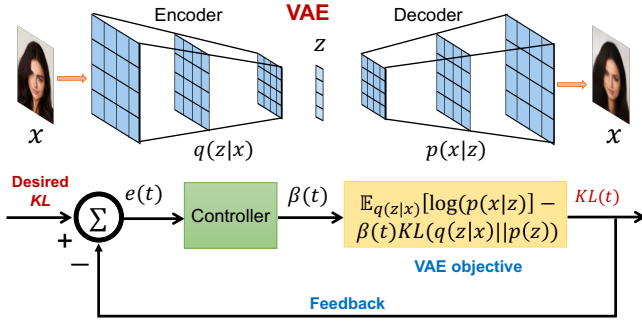 Encoder VAE Decoder
z
x q(z|x) p(x|z) x
Desired
KL
e(t) β(t) KL(t)
∑ Controller
𝔼q(z|x)[log(p(x|z)] −
β(t)KL(q(z|x)||p(z))
+
−
VAE objective
Feedback